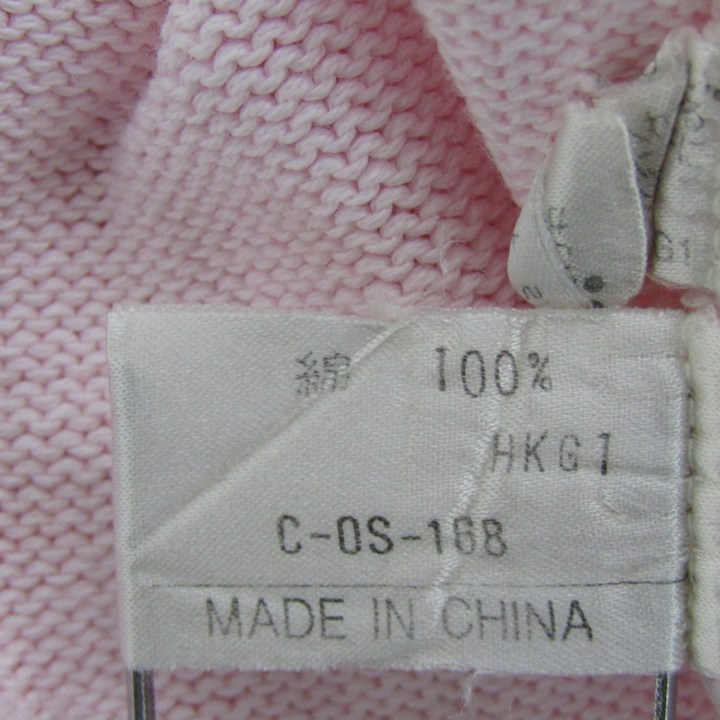 綿 100%
HKG1
C-OS-168
MADE IN CHINA